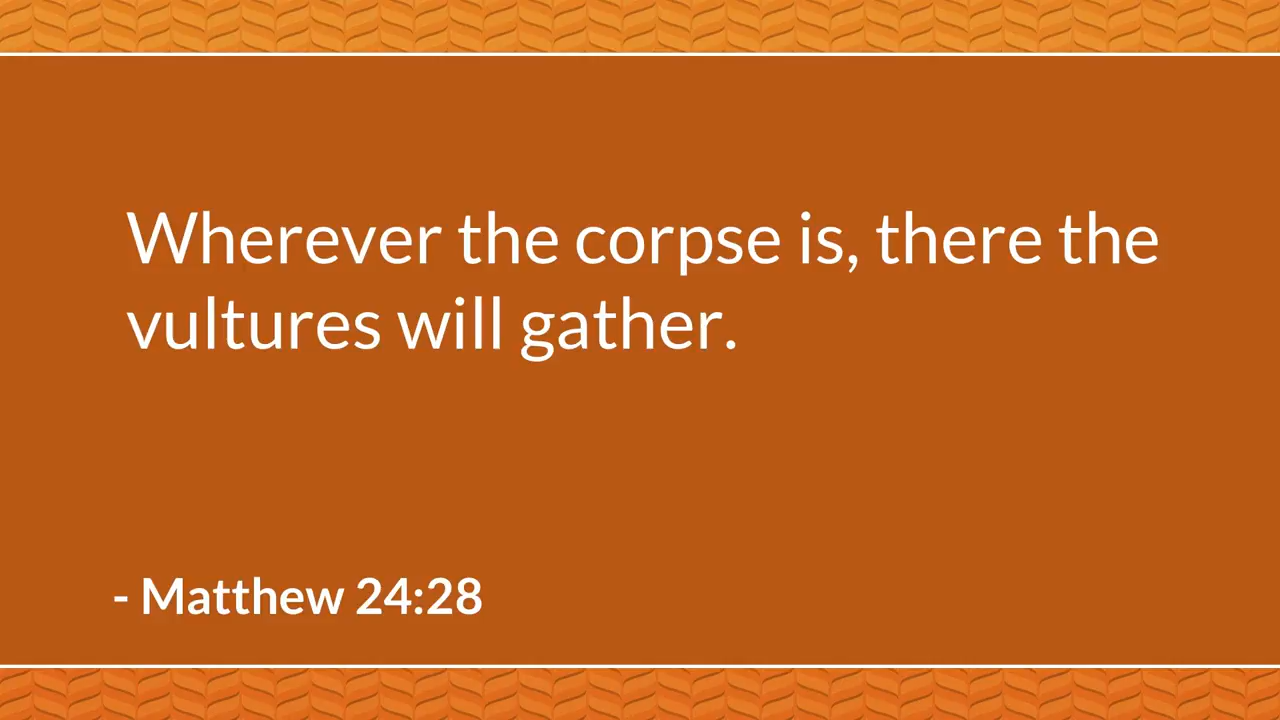 Wherever the corpse is, there the
vultures will gather.
- Matthew 24:28